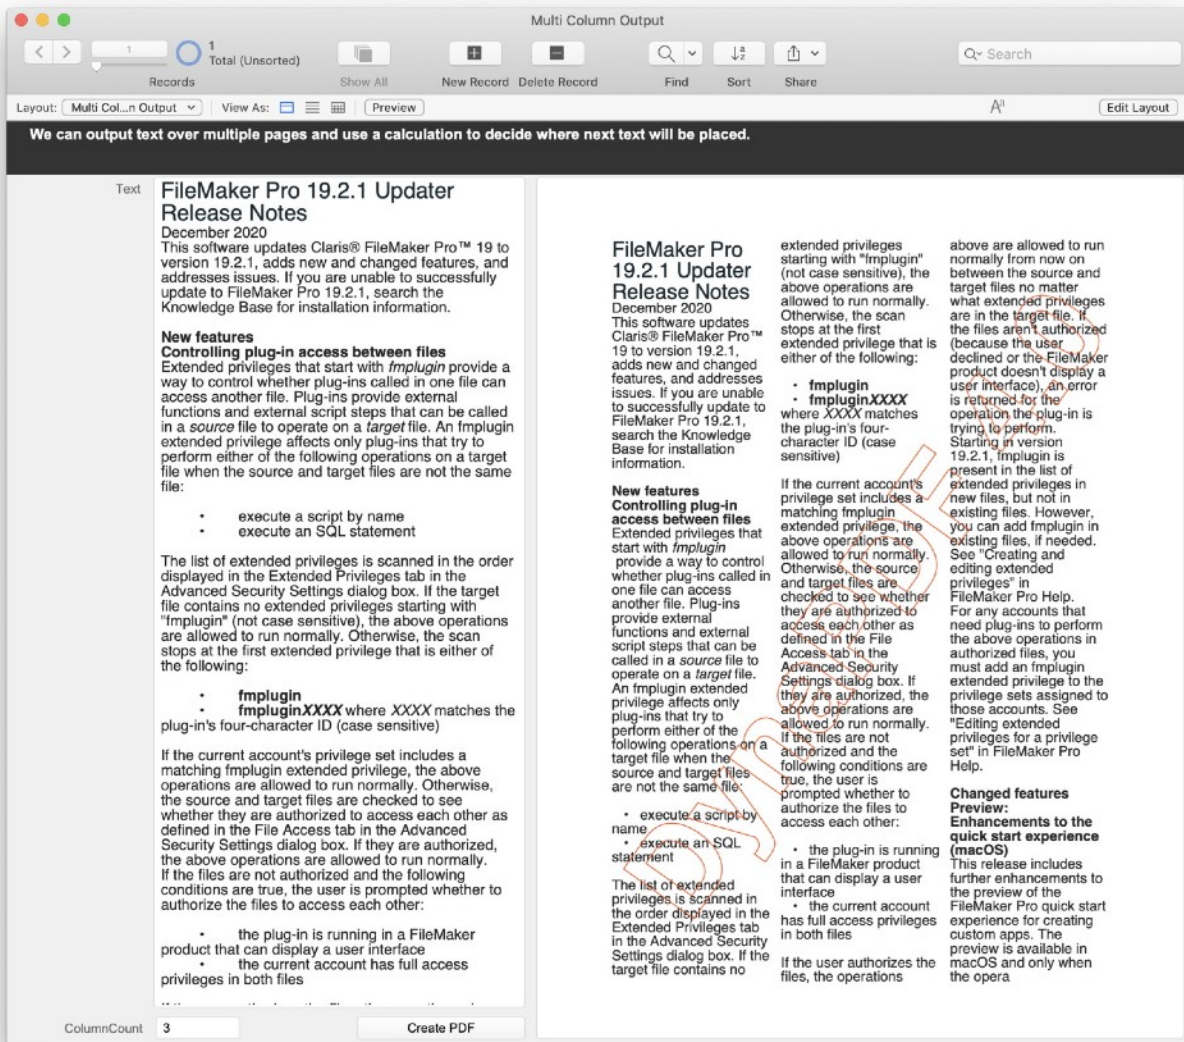 Multi Column Output
1
1
Total (Unsorted)
Records
Show All
New Record
Delete Record
Find
Sort
Share
Search
Layout:
Multi Col...n Output
View As:
Preview
Aa
Edit Layout
We can output text over multiple pages and use a calculation to decide where next text will be placed.
Text
FileMaker Pro 19.2.1 Updater
Release Notes
December 2020
This software updates Claris® FileMaker Pro™ 19 to
version 19.2.1, adds new and changed features, and
addresses issues. If you are unable to successfully
update to FileMaker Pro 19.2.1, search the
Knowledge Base for installation information.
New features
Controlling plug-in access between files
Extended privileges that start with fmplugin provide a
way to control whether plug-ins called in one file can
access another file. Plug-ins provide external
functions and external script steps that can be called
in a source file to operate on a target file. An fmplugin
extended privilege affects only plug-ins that try to
perform either of the following operations on a target
file when the source and target files are not the same
file:
• execute a script by name
• execute an SQL statement
The list of extended privileges is scanned in the order
displayed in the Extended Privileges tab in the
Advanced Security Settings dialog box. If the target
file contains no extended privileges starting with
"fmplugin" (not case sensitive), the above operations
are allowed to run normally. Otherwise, the scan
stops at the first extended privilege that is either of
the following:
• fmplugin
• fmpluginXXXX where XXXX matches the
plug-in's four-character ID (case sensitive)
If the current account's privilege set includes a
matching fmplugin extended privilege, the above
operations are allowed to run normally. Otherwise,
the source and target files are checked to see
whether they are authorized to access each other as
defined in the File Access tab in the Advanced
Security Settings dialog box. If they are authorized,
the above operations are allowed to run normally.
If the files are not authorized and the following
conditions are true, the user is prompted whether to
authorize the files to access each other:
• the plug-in is running in a FileMaker
product that can display a user interface
• the current account has full access
privileges in both files
ColumnCount
3
Create PDF
FileMaker Pro
19.2.1 Updater
Release Notes
December 2020
This software updates
Claris® FileMaker Pro™
19 to version 19.2.1,
adds new and changed
features, and addresses
issues. If you are unable
to successfully update to
FileMaker Pro 19.2.1,
search the Knowledge
Base for installation
information.
New features
Controlling plug-in
access between files
Extended privileges that
start with fmplugin
provide a way to control
whether plug-ins called in
one file can access
another file. Plug-ins
provide external
functions and external
script steps that can be
called in a source file to
operate on a target file.
An fmplugin extended
privilege affects only
plug-ins that try to
perform either of the
following operations on a
target file when the
source and target files
are not the same file:
• execute a script by
name
• execute an SQL
statement
The list of extended
privileges is scanned in
the order displayed in the
Extended Privileges tab
in the Advanced Security
Settings dialog box. If the
target file contains no
extended privileges
starting with "fmplugin"
(not case sensitive), the
above operations are
allowed to run normally.
Otherwise, the scan
stops at the first
extended privilege that is
either of the following:
• fmplugin
• fmpluginXXXX
where XXXX matches
the plug-in's four-
character ID (case
sensitive)
If the current account's
privilege set includes a
matching fmplugin
extended privilege, the
above operations are
allowed to run normally.
Otherwise, the source
and target files are
checked to see whether
they are authorized to
access each other as
defined in the File
Access tab in the
Advanced Security
Settings dialog box. If
they are authorized, the
above operations are
allowed to run normally.
If the files are not
authorized and the
following conditions are
true, the user is
prompted whether to
authorize the files to
access each other:
• the plug-in is running
in a FileMaker product
that can display a user
interface
• the current account
has full access privileges
in both files
If the user authorizes the
files, the operations
above are allowed to run
normally from now on
between the source and
target files no matter
what extended privileges
are in the target file. If
the files aren't authorized
(because the user
declined or the FileMaker
product doesn't display a
user interface), an error
is returned for the
operation the plug-in is
trying to perform.
Starting in version
19.2.1, fmplugin is
present in the list of
extended privileges in
new files, but not in
existing files. However,
you can add fmplugin in
existing files, if needed.
See "Creating and
editing extended
privileges" in
FileMaker Pro Help.
For any accounts that
need plug-ins to perform
the above operations in
authorized files, you
must add an fmplugin
extended privilege to the
privilege sets assigned to
those accounts. See
"Editing extended
privileges for a privilege
set" in FileMaker Pro
Help.
Changed features
Preview:
Enhancements to the
quick start experience
(macOS)
This release includes
further enhancements to
the preview of the
FileMaker Pro quick start
experience for creating
custom apps. The
preview is available in
macOS and only when
the opera
DynaPDF 4.0